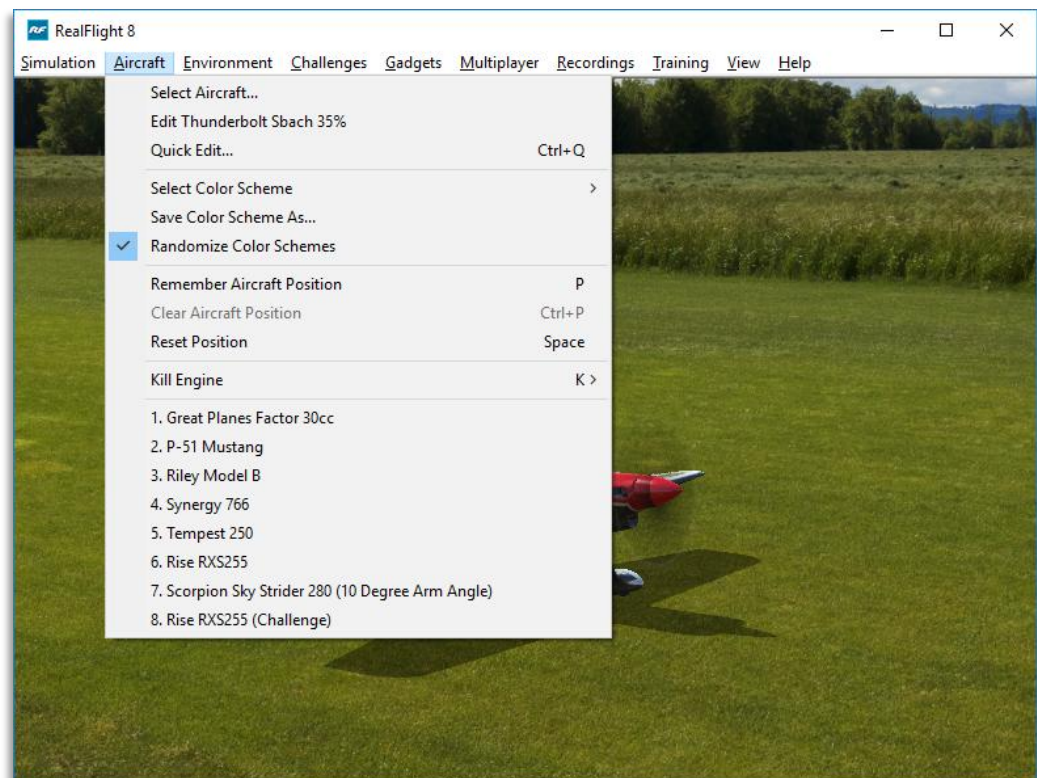 RF RealFlight 8
Simulation Aircraft Environment Challenges Gadgets Multiplayer Recordings Training View Help
Select Aircraft...
Edit Thunderbolt Sbach 35%
Quick Edit... Ctrl+Q
Select Color Scheme >
Save Color Scheme As...
Randomize Color Schemes
Remember Aircraft Position P
Clear Aircraft Position Ctrl+P
Reset Position Space
Kill Engine K >
1. Great Planes Factor 30cc
2. P-51 Mustang
3. Riley Model B
4. Synergy 766
5. Tempest 250
6. Rise RXS255
7. Scorpion Sky Strider 280 (10 Degree Arm Angle)
8. Rise RXS255 (Challenge)